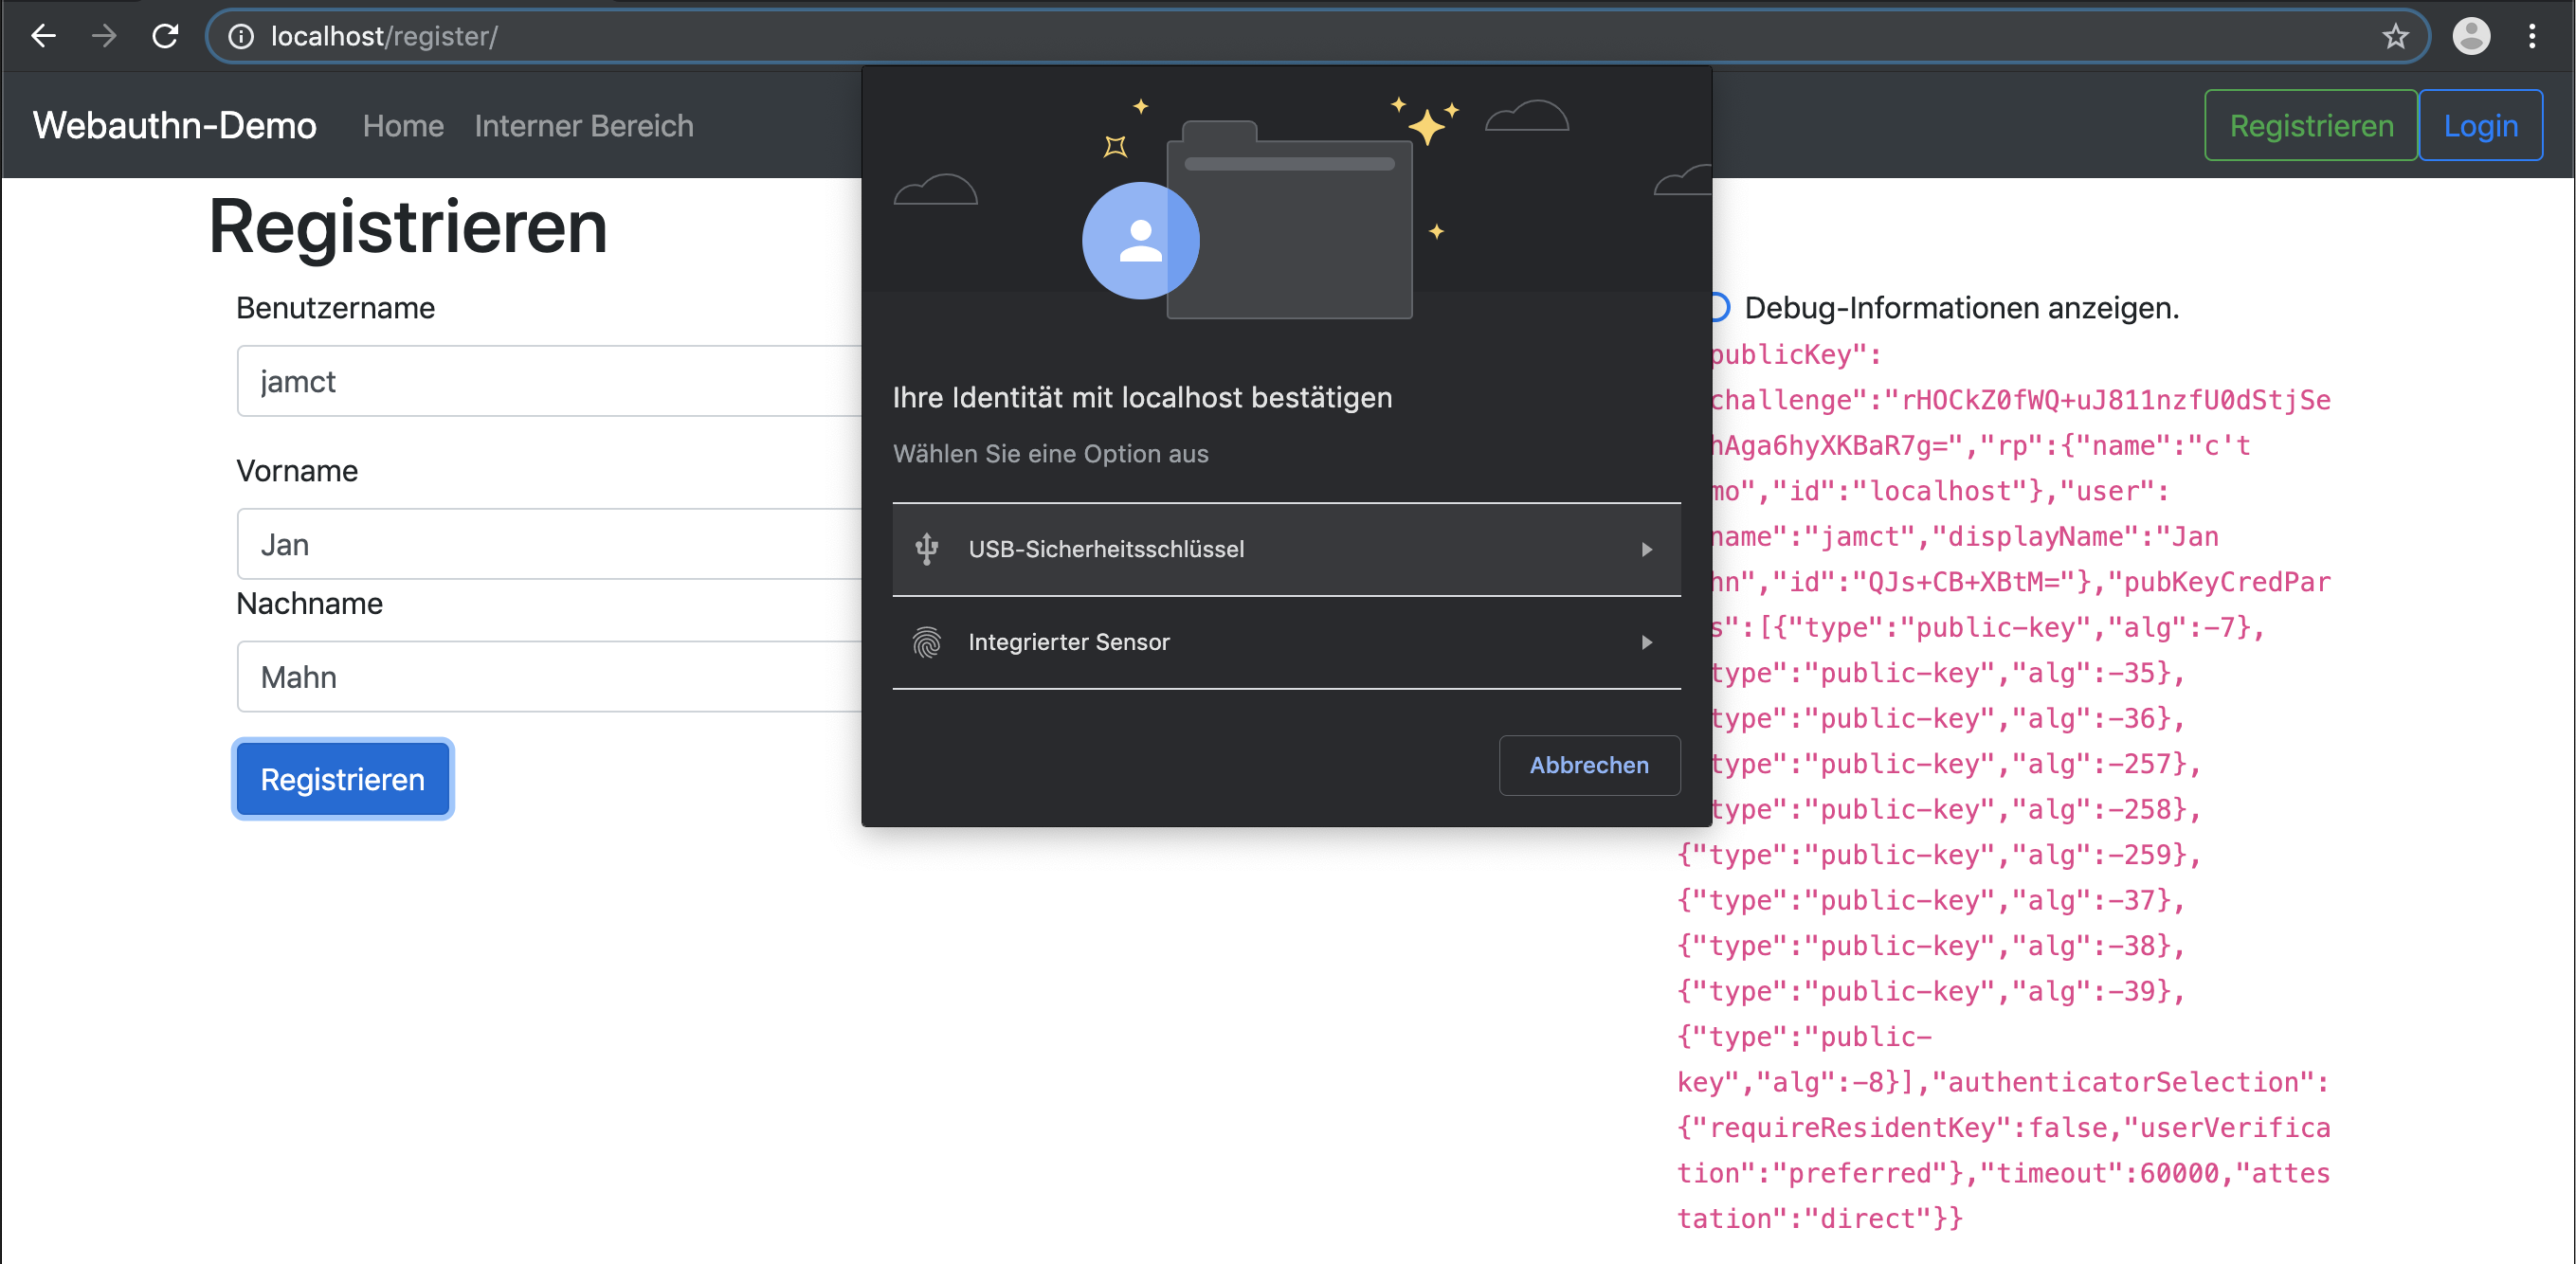 localhost/register/
Webauthn-Demo Home Interner Bereich Registrieren Login
Registrieren
Benutzername
jamct
Vorname
Jan
Nachname
Mahn
Registrieren
Ihre Identität mit localhost bestätigen
Wählen Sie eine Option aus
USB-Sicherheitsschlüssel
Integrierter Sensor
Abbrechen
Debug-Informationen anzeigen.
publicKey":
challenge":"rHOCkZ0fWQ+uJ811nzfU0dStjSe
hAga6hyXKBaR7g=","rp":{"name":"c't
mo","id":"localhost"},"user":
name":"jamct","displayName":"Jan
hn","id":"QJs+CB+XBtM="},"pubKeyCredPar
s":[{"type":"public-key","alg":-7},
type":"public-key","alg":-35},
type":"public-key","alg":-36},
type":"public-key","alg":-257},
type":"public-key","alg":-258},
{"type":"public-key","alg":-259},
{"type":"public-key","alg":-37},
{"type":"public-key","alg":-38},
{"type":"public-key","alg":-39},
{"type":"public-
key","alg":-8}],"authenticatorSelection":
{"requireResidentKey":false,"userVerifica
tion":"preferred"},"timeout":60000,"attes
tation":"direct"}}